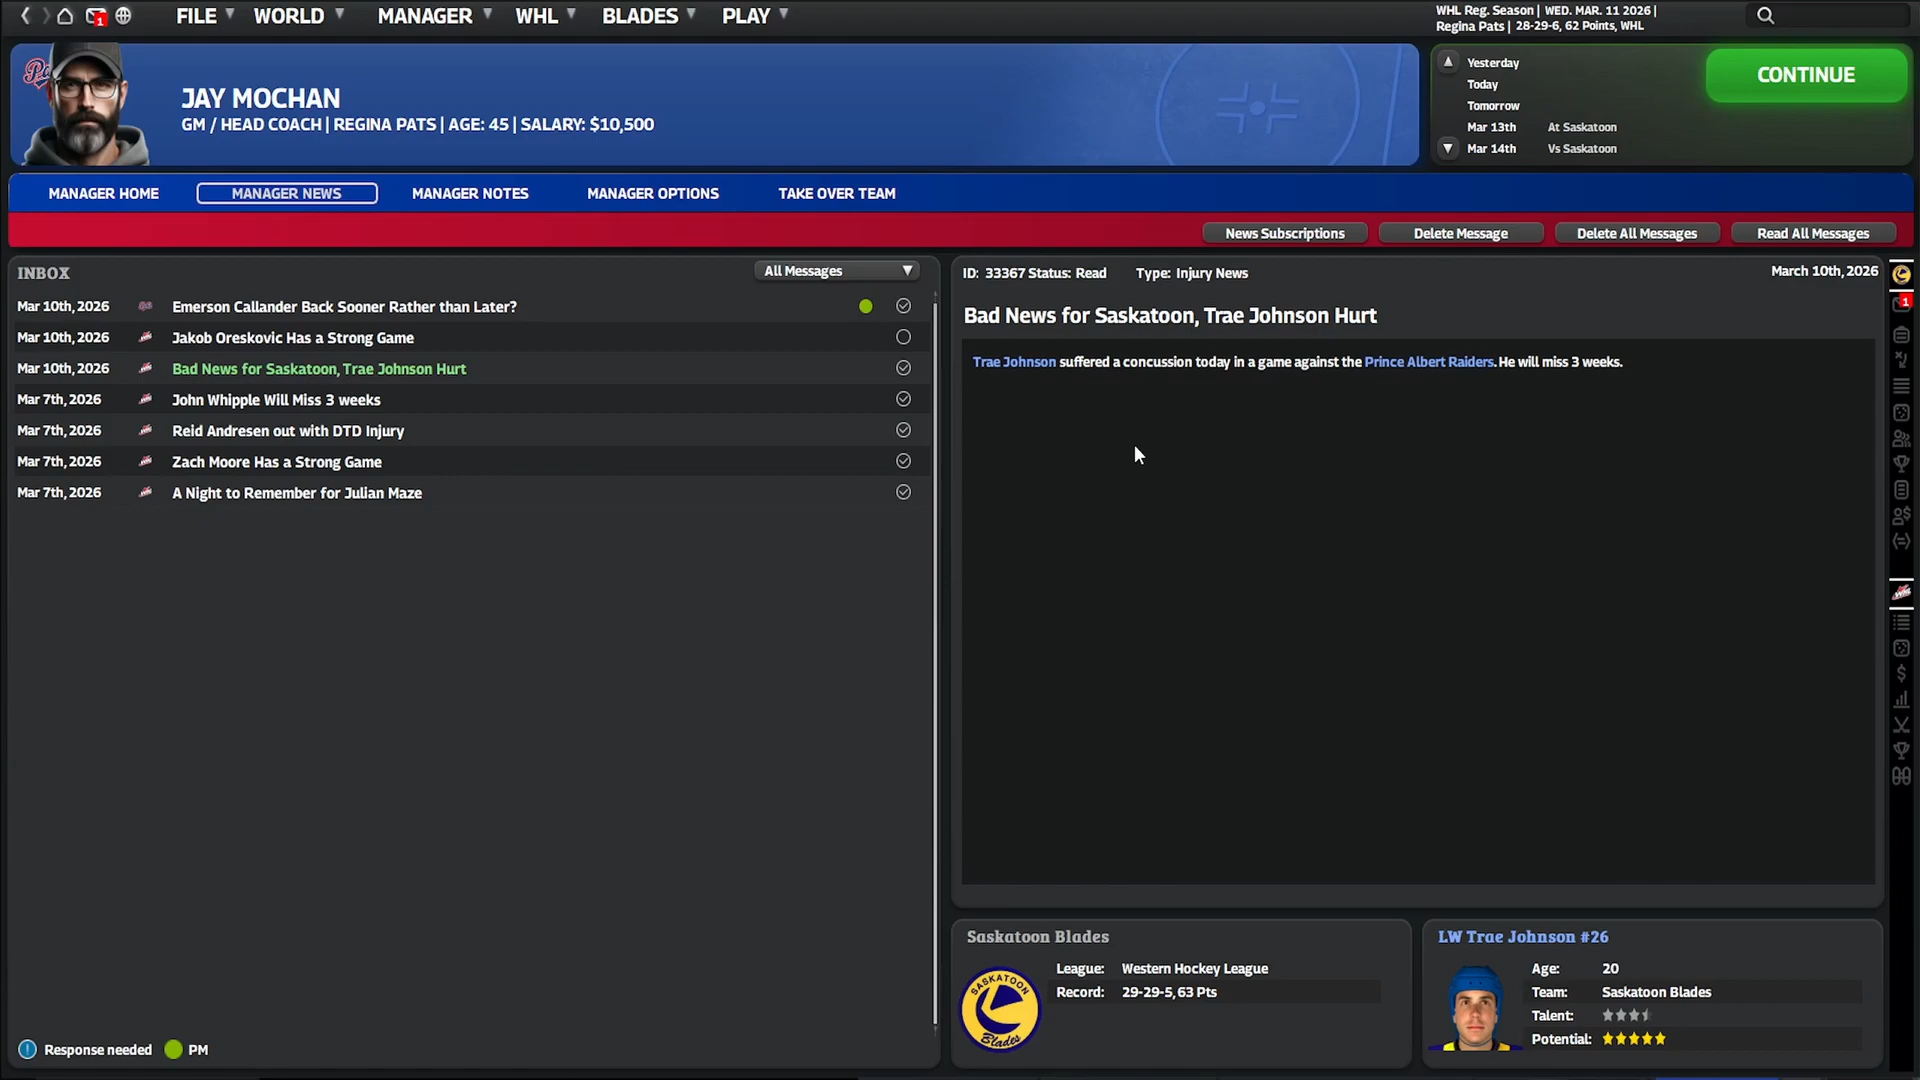 1
FILE
WORLD
MANAGER
WHL
BLADES
PLAY
WHL Reg. Season | WED. MAR. 11 2026 |
Regina Pats | 28-29-6, 62 Points, WHL
JAY MOCHAN
GM / HEAD COACH | REGINA PATS | AGE: 45 | SALARY: $10,500
Yesterday
Today
Tomorrow
Mar 13th At Saskatoon
Mar 14th Vs Saskatoon
CONTINUE
MANAGER HOME
MANAGER NEWS
MANAGER NOTES
MANAGER OPTIONS
TAKE OVER TEAM
News Subscriptions
Delete Message
Delete All Messages
Read All Messages
INBOX
All Messages
Mar 10th, 2026 Emerson Callander Back Sooner Rather than Later?
Mar 10th, 2026 Jakob Oreskovic Has a Strong Game
Mar 10th, 2026 Bad News for Saskatoon, Trae Johnson Hurt
Mar 7th, 2026 John Whipple Will Miss 3 weeks
Mar 7th, 2026 Reid Andresen out with DTD Injury
Mar 7th, 2026 Zach Moore Has a Strong Game
Mar 7th, 2026 A Night to Remember for Julian Maze
Response needed
PM
ID: 33367 Status: Read Type: Injury News
March 10th, 2026
Bad News for Saskatoon, Trae Johnson Hurt
Trae Johnson suffered a concussion today in a game against the Prince Albert Raiders. He will miss 3 weeks.
Saskatoon Blades
SASKATOON
Blades
League: Western Hockey League
Record: 29-29-5, 63 Pts
LW Trae Johnson #26
Age: 20
Team: Saskatoon Blades
Talent:
Potential:
1
WHL